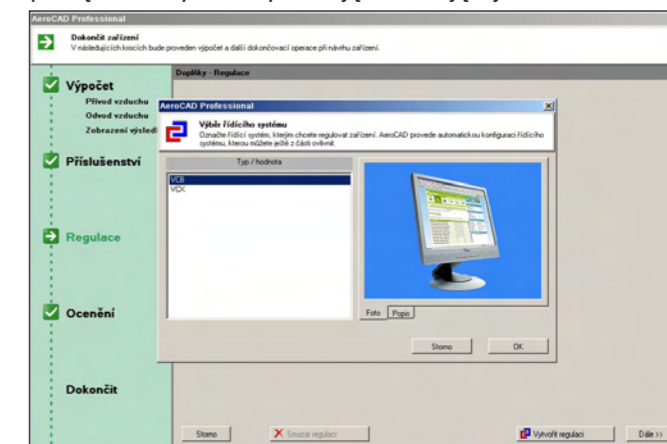 AeroCAD Professional
Dokončit zařízení
V následujících krocích bude proveden výpočet a další dokončovací operace při návrhu zařízení.
Výpočet
Přívod vzduchu
Odvod vzduchu
Zobrazení výsled
Příslušenství
Regulace
Ocenění
Dokončit
Doplňky - Regulace
AeroCAD Professional
Výběr řídícího systému
Označte řídící systém, kterým chcete regulovat zařízení. AeroCAD provede automatickou konfiguraci řídícího
systému, kterou můžete ještě z části ovlivnit.
Typ / hodnota
VCB
VCX
Foto
Popis
Storno
OK
Storno
Smazat regulaci
Vytvořit regulaci
Dále >>